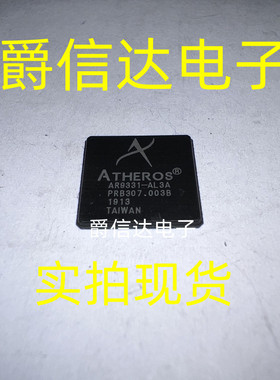 爵信达电子
ATHEROS®
AR9331-AL3A
PRB307.003B
1913
TAIWAN
爵信达电子
实体现货